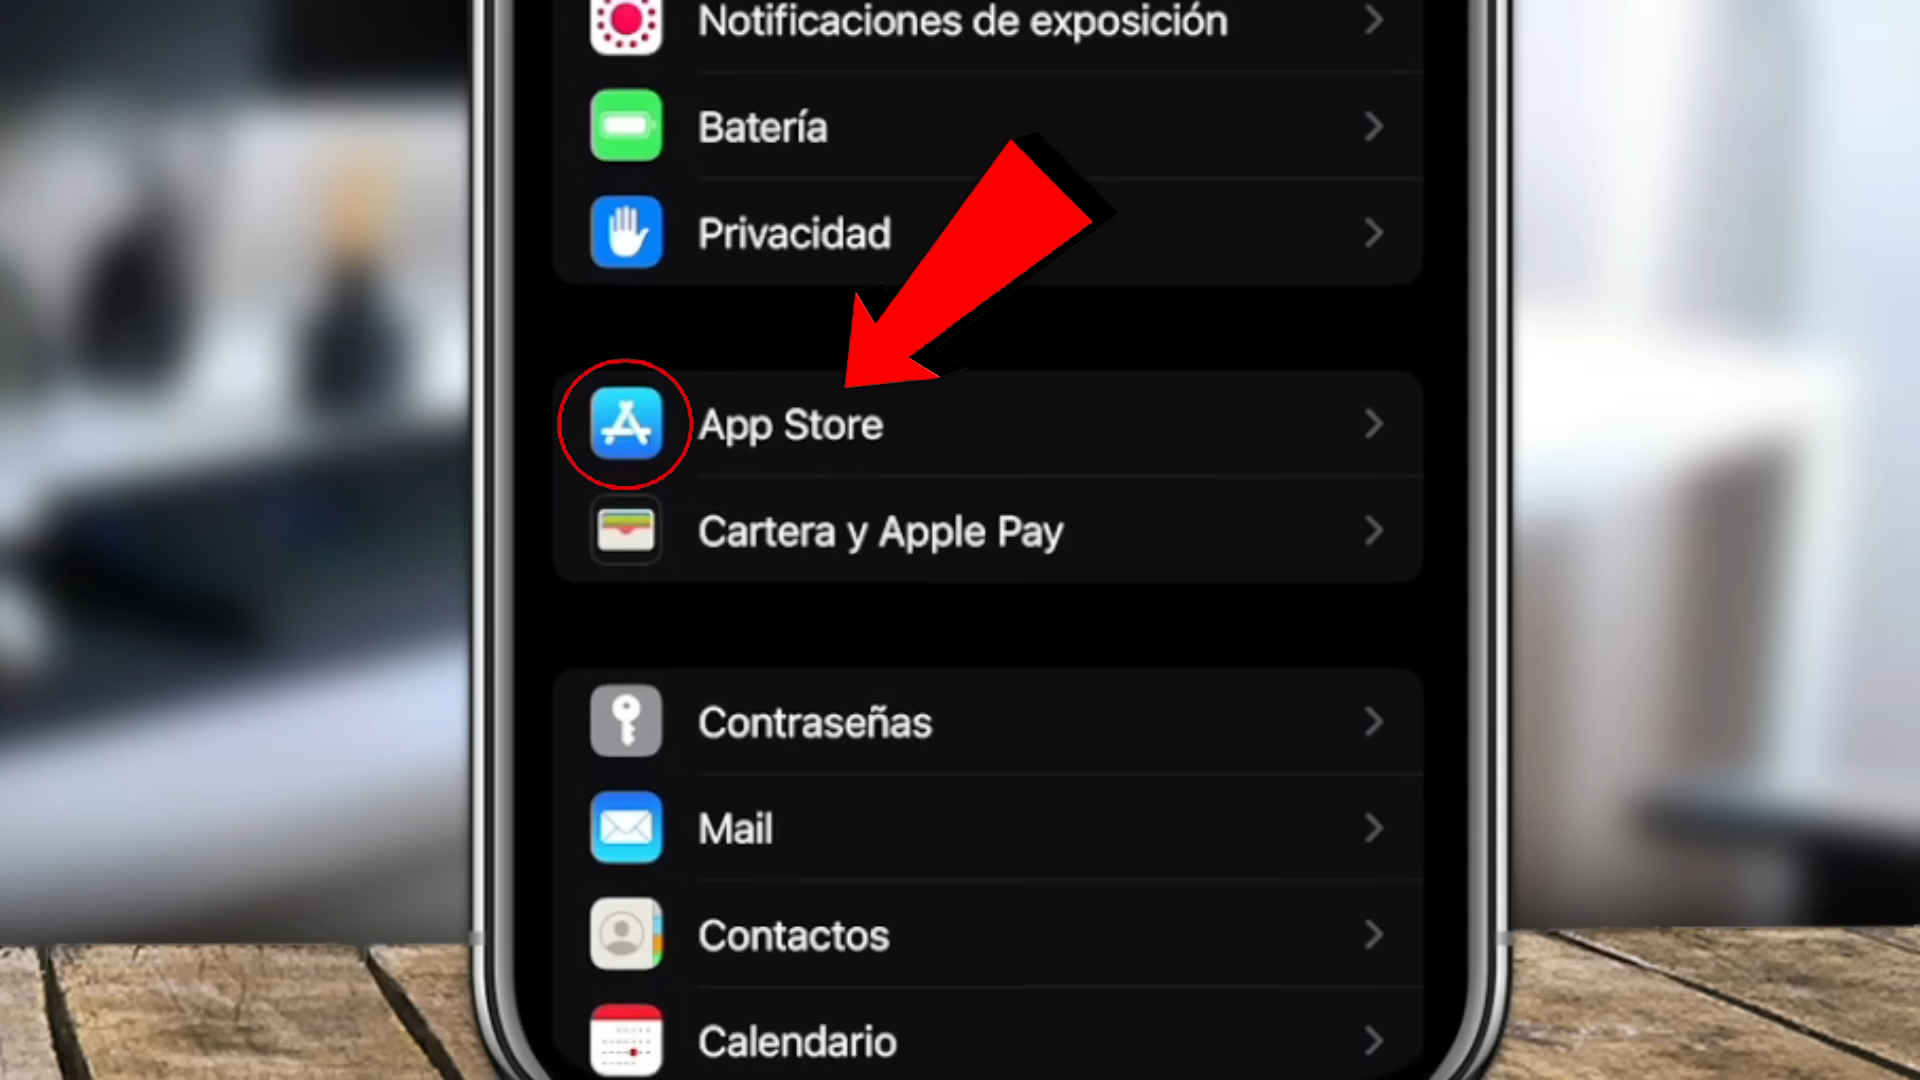 Notificaciones de exposición
Batería
Privacidad
App Store
Cartera y Apple Pay
Contraseñas
Mail
Contactos
Calendario